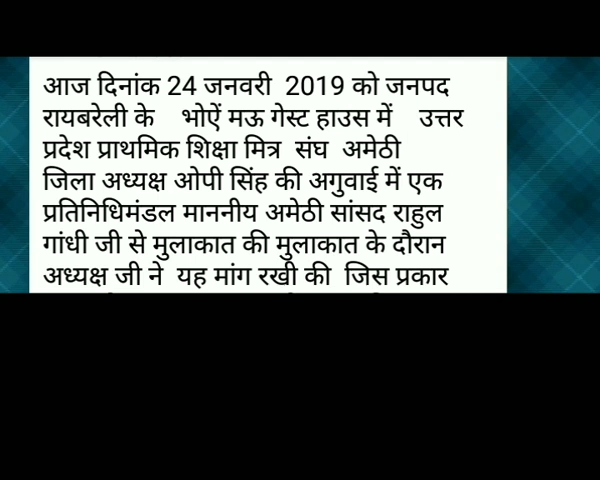 आज दिनांक 24 जनवरी 2019 को जनपद
रायबरेली के भोऐं मऊ गेस्ट हाउस में उत्तर
प्रदेश प्राथमिक शिक्षा मित्र संघ अमेठी
जिला अध्यक्ष ओपी सिंह की अगुवाई में एक
प्रतिनिधिमंडल माननीय अमेठी सांसद राहुल
गांधी जी से मुलाकात की मुलाकात के दौरान
अध्यक्ष जी ने यह मांग रखी की जिस प्रकार